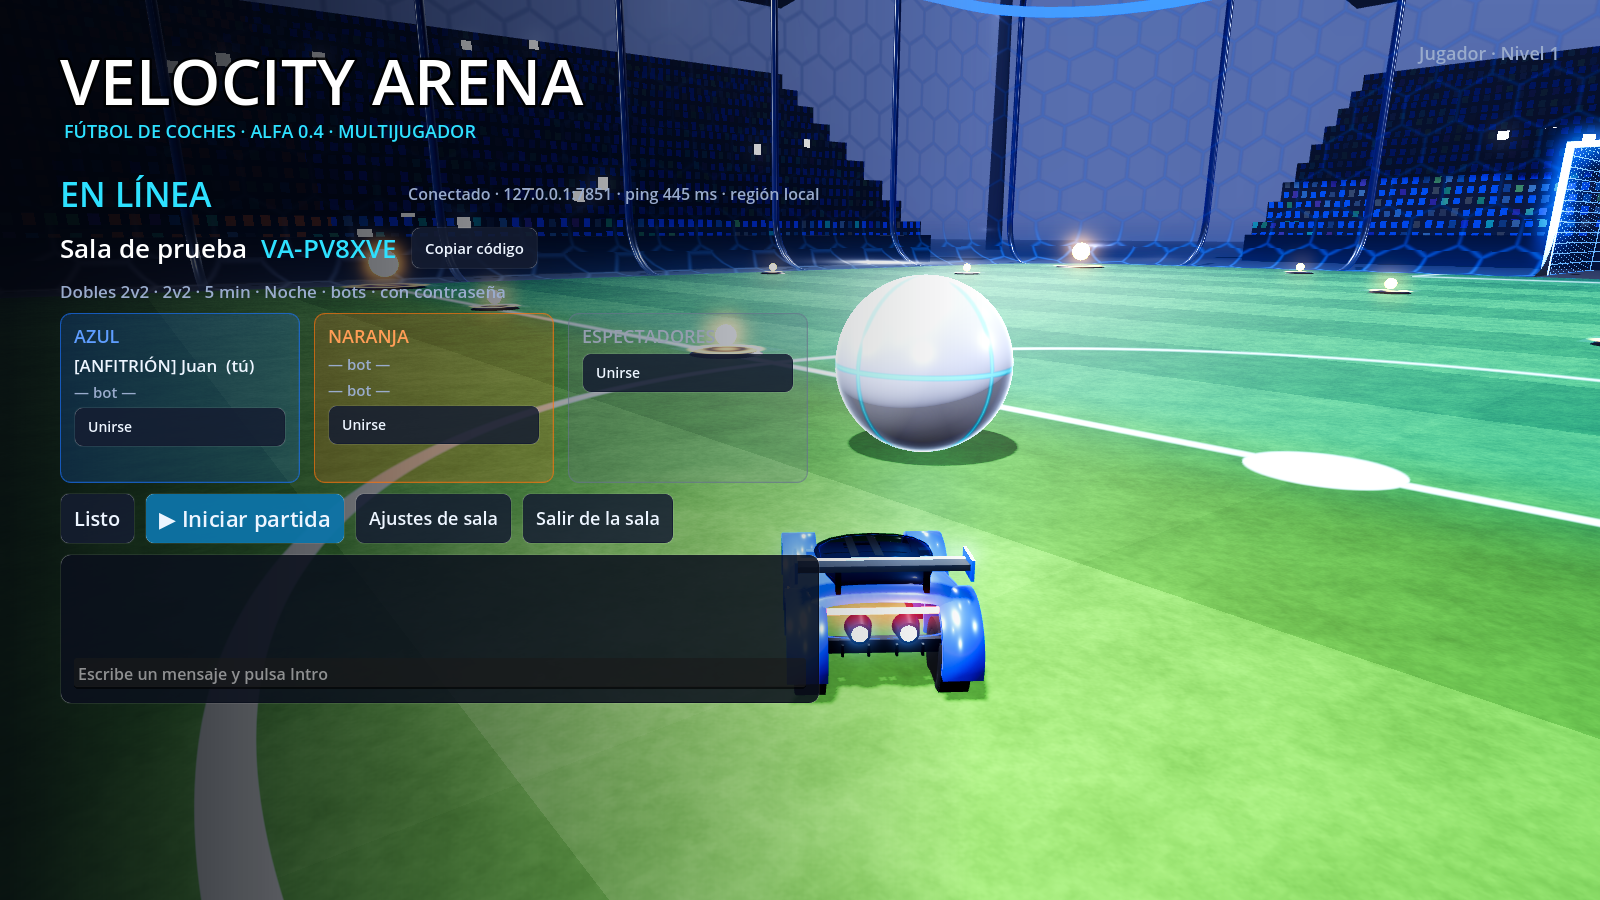 VELOCITY ARENA
Jugador · Nivel 1
FÚTBOL DE COCHES · ALFA 0.4 · MULTIJUGADOR
EN LÍNEA
Conectado · 127.0.0.1:7851 · ping 445 ms · región local
Sala de prueba VA-PV8XVE Copiar código
Dobles 2v2 · 2v2 · 5 min · Noche · bots · con contraseña
AZUL
[ANFITRIÓN] Juan (tú)
— bot —
Unirse
NARANJA
— bot —
— bot —
Unirse
ESPECTADORES
Unirse
Listo ▶ Iniciar partida Ajustes de sala Salir de la sala
Escribe un mensaje y pulsa Intro